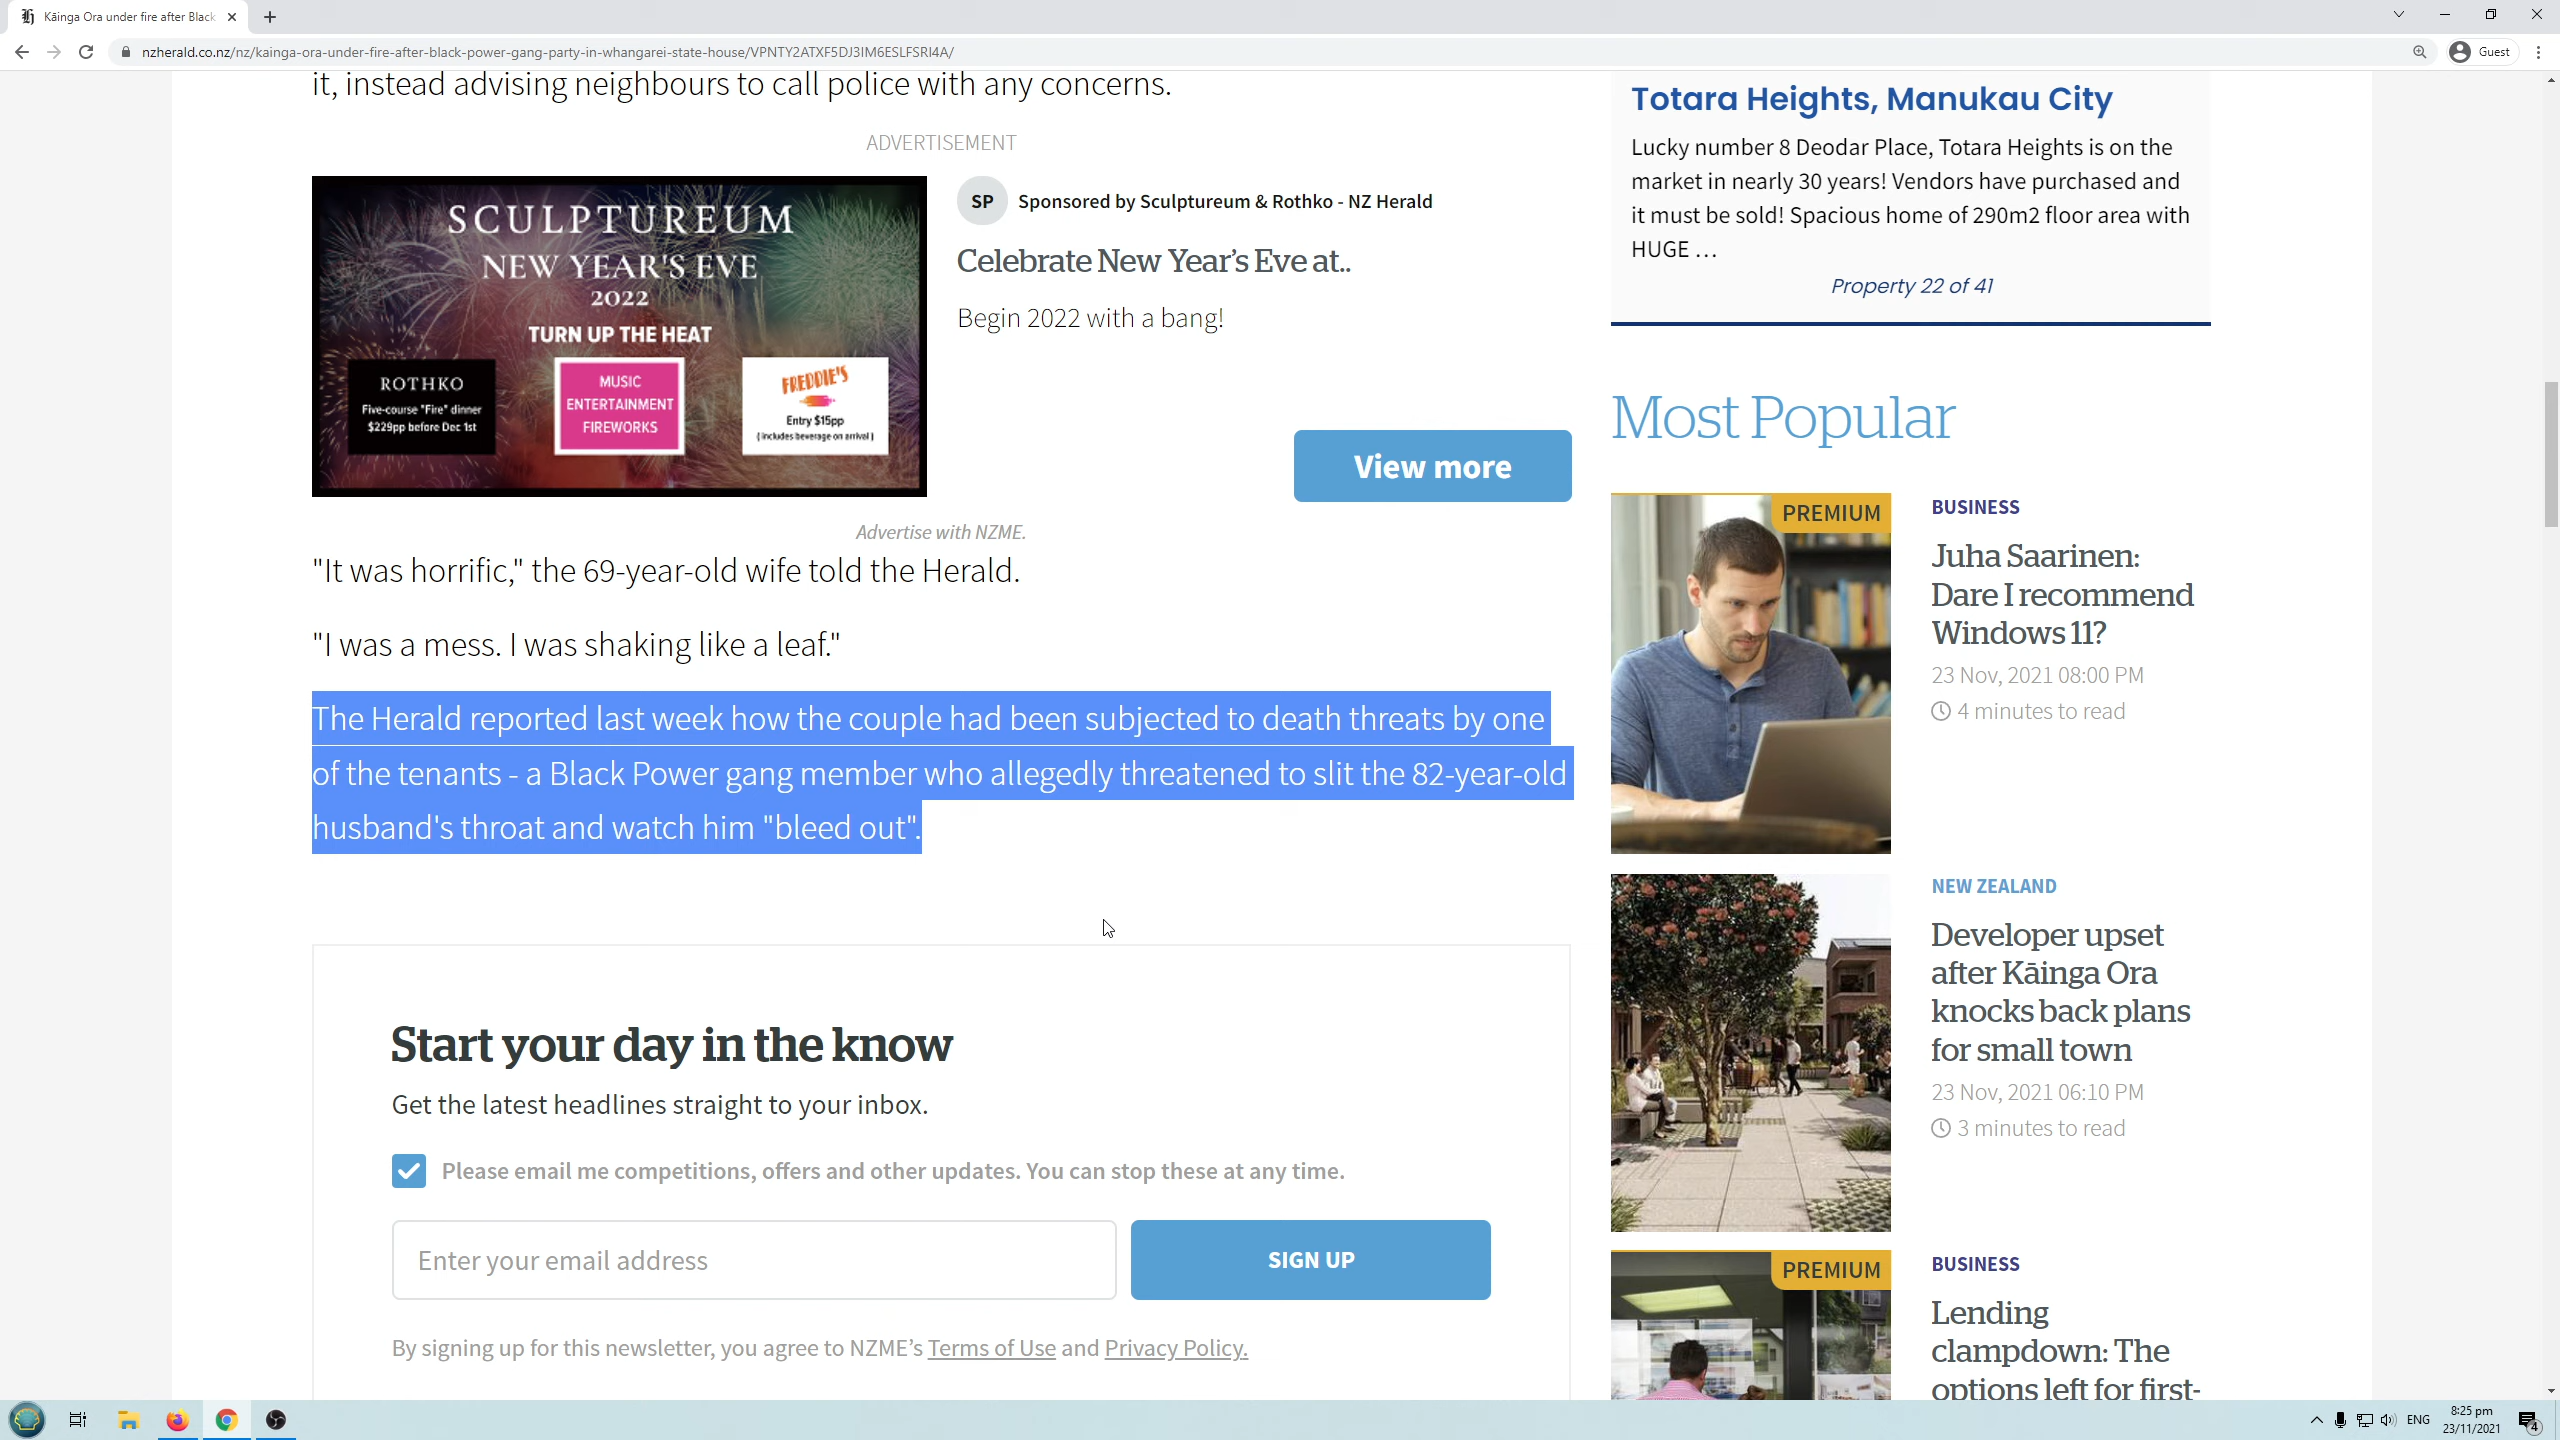 Kāinga Ora under fire after Black
nzherald.co.nz/nz/kainga-ora-under-fire-after-black-power-gang-party-in-whangarei-state-house/VPNTY2ATXF5DJ3IM6ESLFSRI4A/
Guest
it, instead advising neighbours to call police with any concerns.
ADVERTISEMENT
SCULPTUREUM
NEW YEAR'S EVE
2022
TURN UP THE HEAT
ROTHKO
Five-course "Fire" dinner
$229pp before Dec 1st
MUSIC
ENTERTAINMENT
FIREWORKS
FREDDIE'S
Entry $15pp
(includes beverage on arrival)
SP
Sponsored by Sculptureum & Rothko - NZ Herald
Celebrate New Year's Eve at..
Begin 2022 with a bang!
View more
Advertise with NZME.
"It was horrific," the 69-year-old wife told the Herald.
"I was a mess. I was shaking like a leaf."
The Herald reported last week how the couple had been subjected to death threats by one
of the tenants - a Black Power gang member who allegedly threatened to slit the 82-year-old
husband's throat and watch him "bleed out".
Start your day in the know
Get the latest headlines straight to your inbox.
Please email me competitions, offers and other updates. You can stop these at any time.
Enter your email address
SIGN UP
By signing up for this newsletter, you agree to NZME's Terms of Use and Privacy Policy.
Totara Heights, Manukau City
Lucky number 8 Deodar Place, Totara Heights is on the
market in nearly 30 years! Vendors have purchased and
it must be sold! Spacious home of 290m2 floor area with
HUGE ...
Property 22 of 41
Most Popular
PREMIUM
BUSINESS
Juha Saarinen:
Dare I recommend
Windows 11?
23 Nov, 2021 08:00 PM
4 minutes to read
NEW ZEALAND
Developer upset
after Kāinga Ora
knocks back plans
for small town
23 Nov, 2021 06:10 PM
3 minutes to read
PREMIUM
BUSINESS
Lending
clampdown: The
options left for first-
ENG
8:25 pm
23/11/2021
4